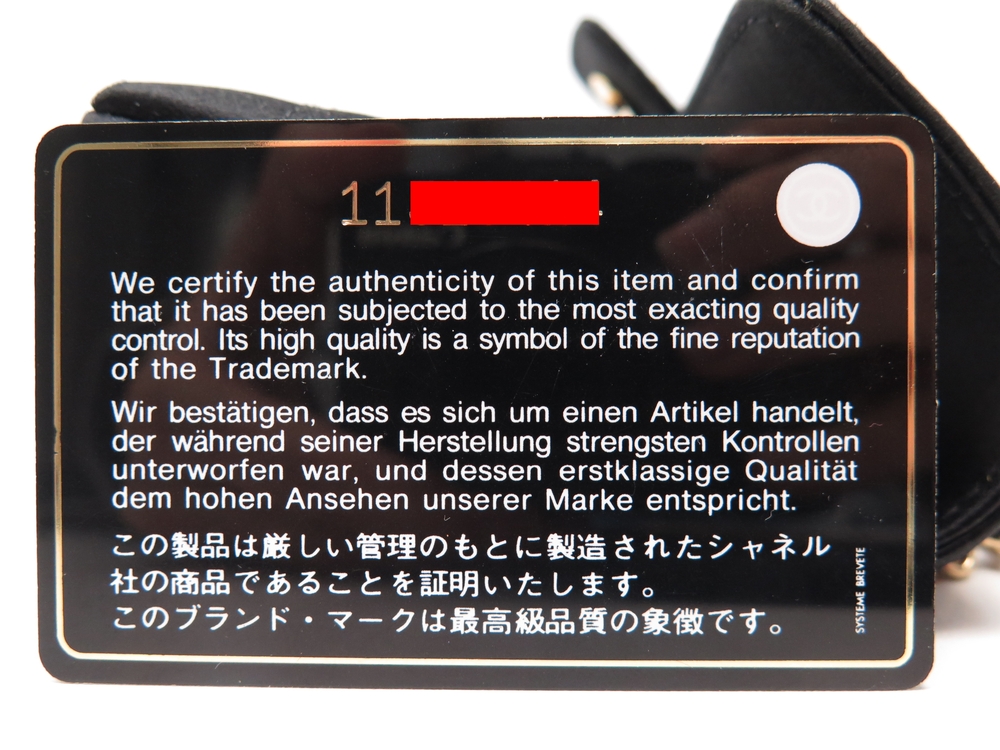 11
We certify the authenticity of this item and confirm
that it has been subjected to the most exacting quality
control. Its high quality is a symbol of the fine reputation
of the Trademark.
Wir bestätigen, dass es sich um einen Artikel handelt,
der während seiner Herstellung strengsten Kontrollen
unterworfen war, und dessen erstklassige Qualität
dem hohen Ansehen unserer Marke entspricht.
この製品は厳しい管理のもとに製造されたシャネル
社の商品であることを証明いたします。
このブランド・マークは最高級品質の象徴です。
SYSTEME BREVETE